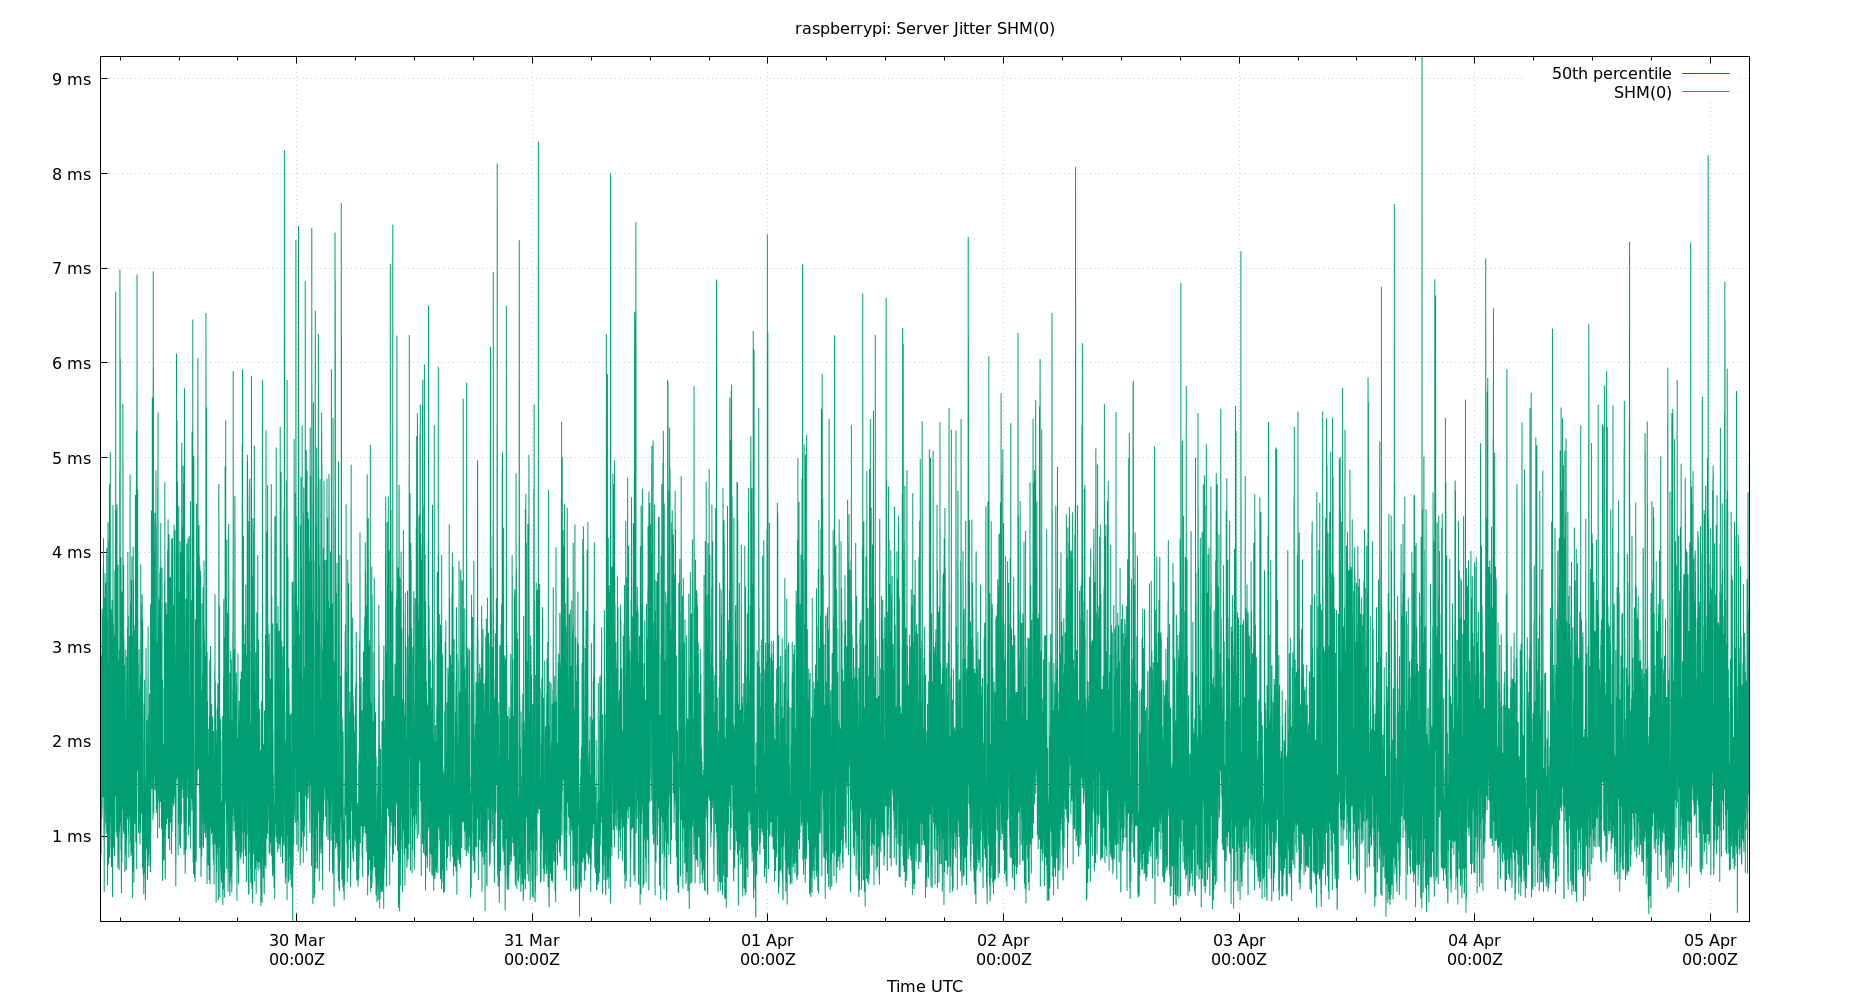 raspberrypi: Server Jitter SHM(0)
50th percentile
SHM(0)
9 ms
8 ms
7 ms
6 ms
5 ms
4 ms
3 ms
2 ms
1 ms
30 Mar 31 Mar 01 Apr 02 Apr 03 Apr 04 Apr 05 Apr
00:00Z 00:00Z 00:00Z 00:00Z 00:00Z 00:00Z 00:00Z
Time UTC